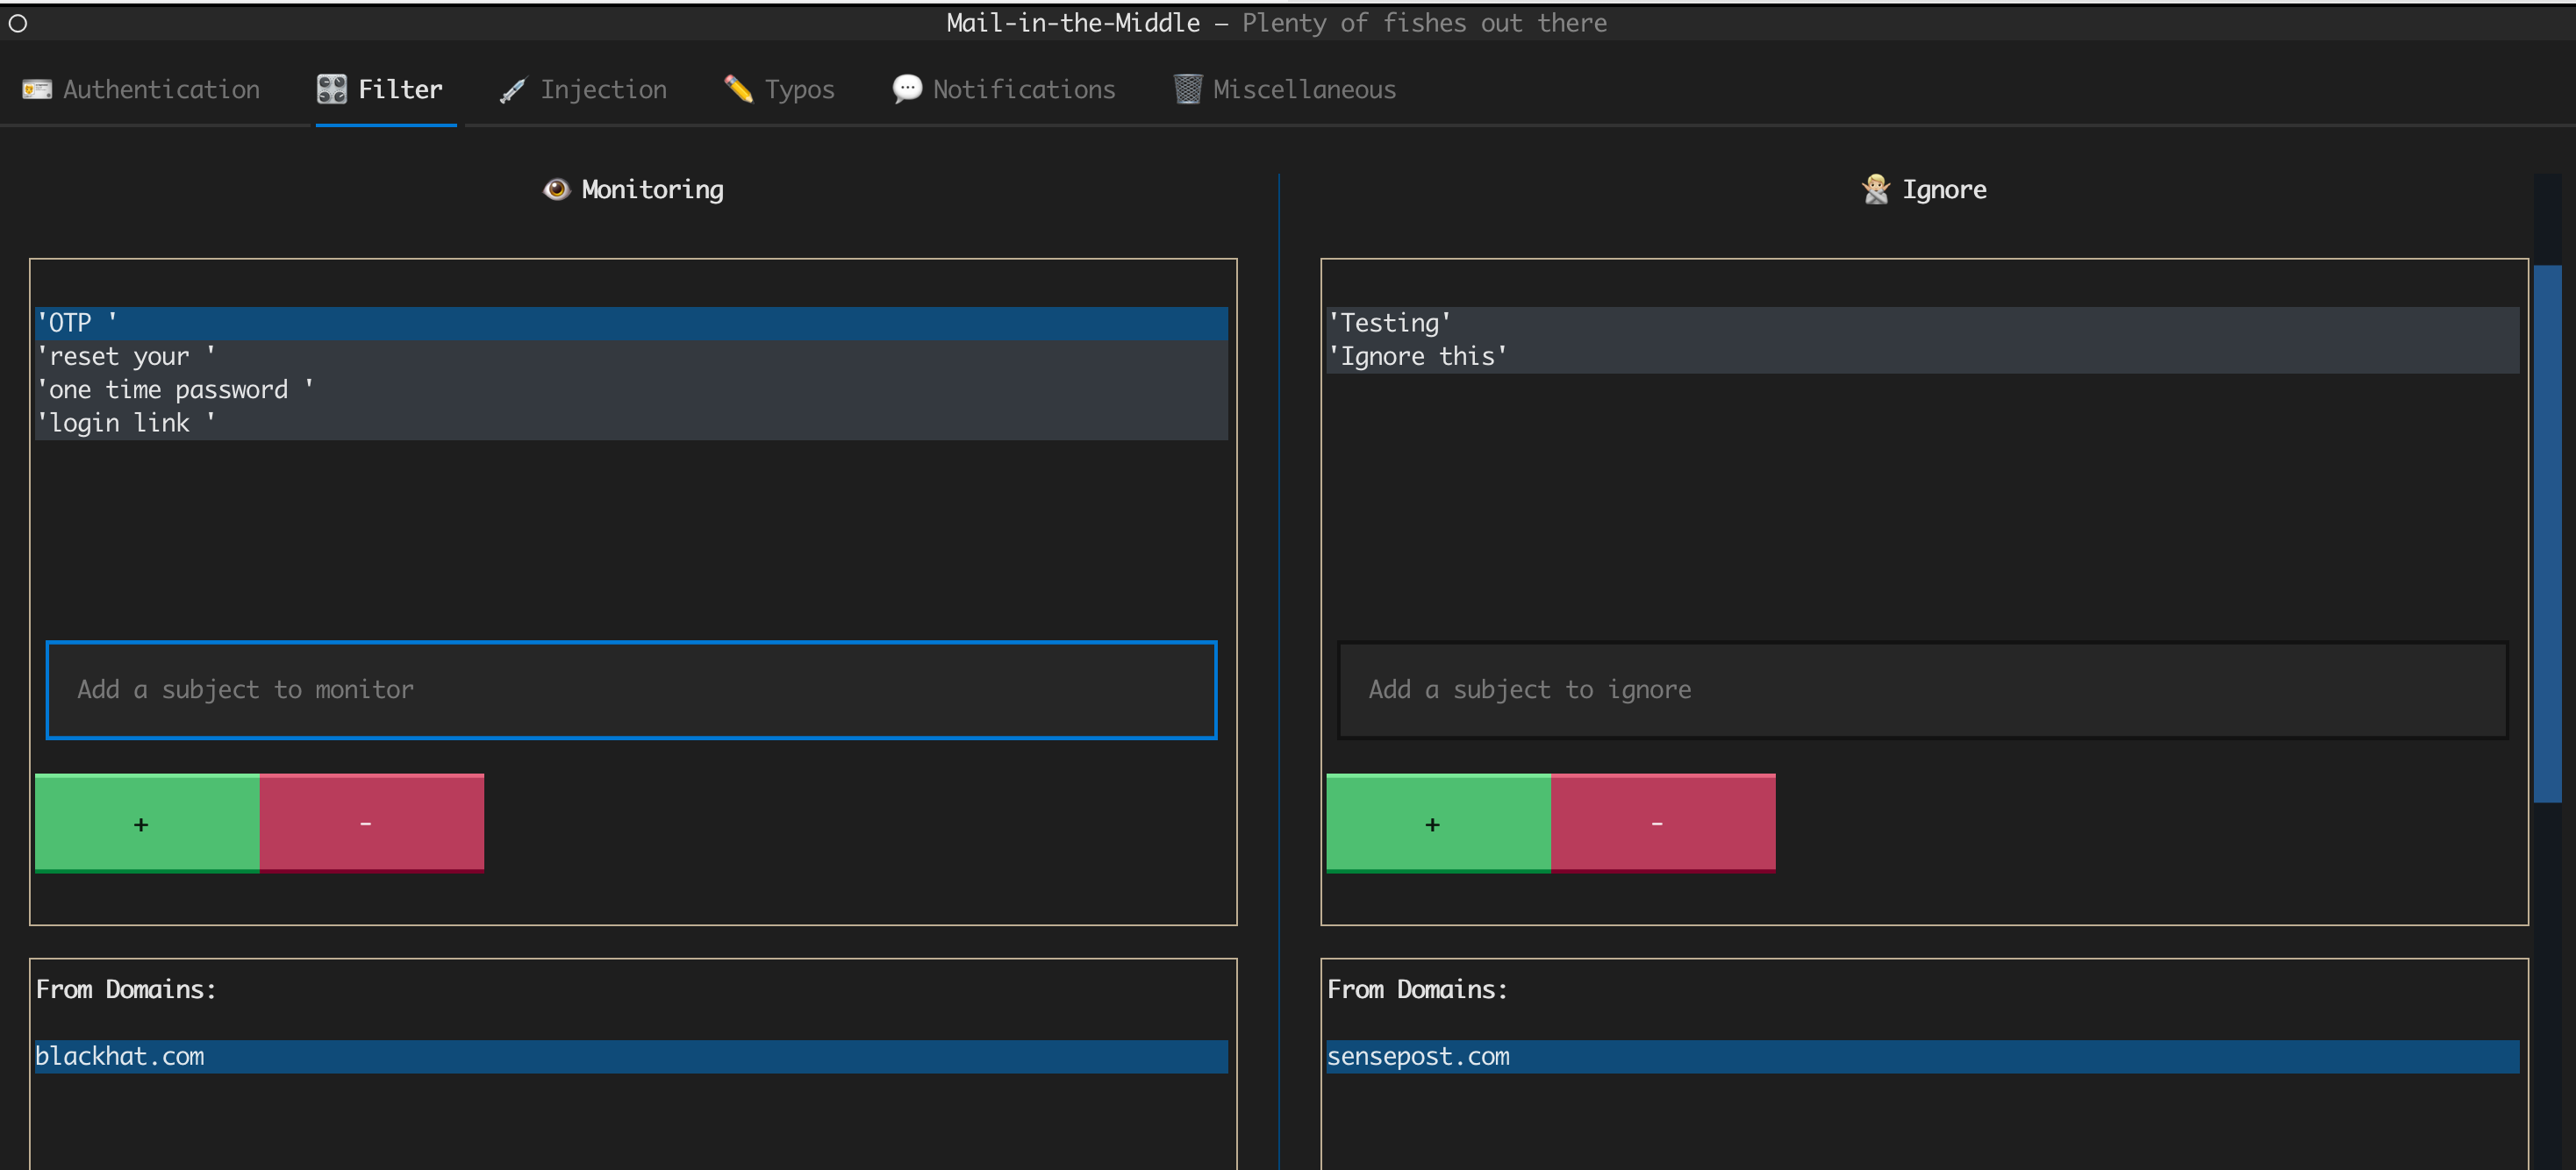 Mail-in-the-Middle — Plenty of fishes out there
Authentication Filter Injection Typos Notifications Miscellaneous
Monitoring
'OTP '
'reset your '
'one time password '
'login link '
Add a subject to monitor
+ -
From Domains:
blackhat.com
Ignore
'Testing'
'Ignore this'
Add a subject to ignore
+ -
From Domains:
sensepost.com